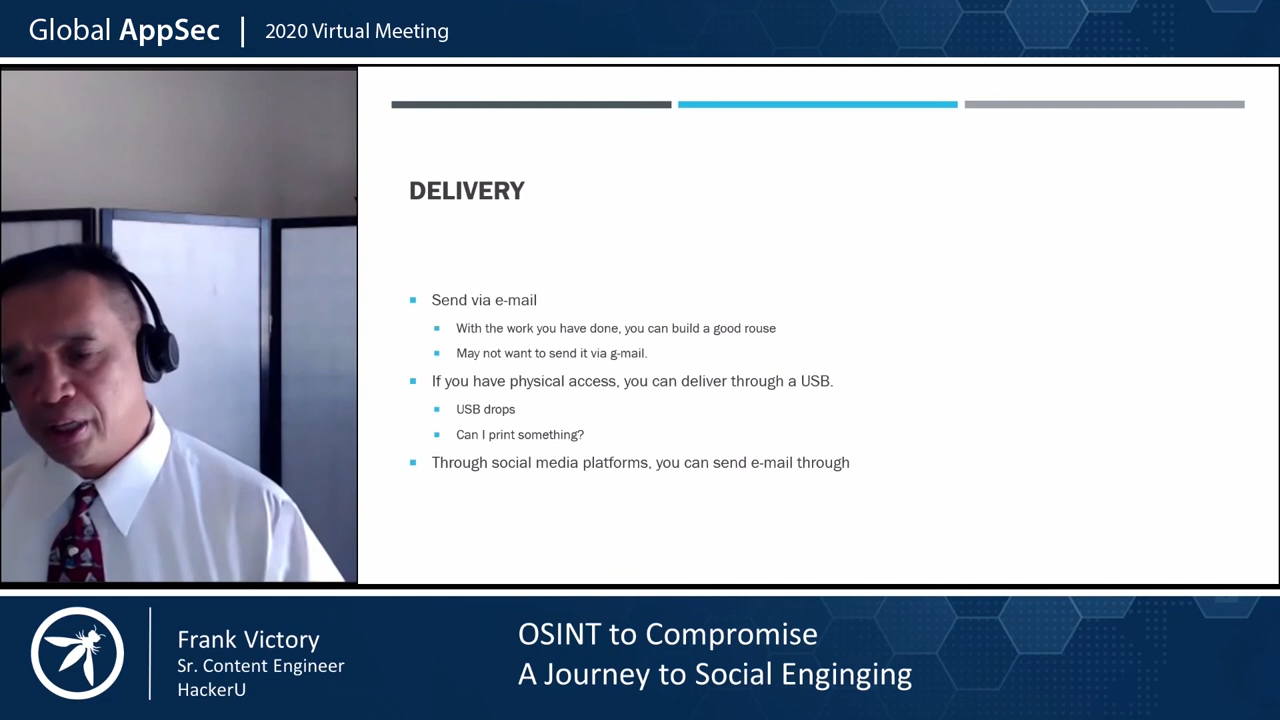 Global AppSec | 2020 Virtual Meeting
DELIVERY
Send via e-mail
With the work you have done, you can build a good rouse
May not want to send it via g-mail.
If you have physical access, you can deliver through a USB.
USB drops
Can I print something?
Through social media platforms, you can send e-mail through
Frank Victory
Sr. Content Engineer
HackerU
OSINT to Compromise
A Journey to Social Enginging